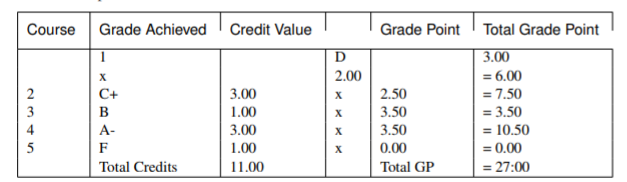 Course Grade Achieved Credit Value Grade Point Total Grade Point
1 D 3.00
x 2.00 = 6.00
2 C+ 3.00 x 2.50 = 7.50
3 B 1.00 x 3.50 = 3.50
4 A- 3.00 x 3.50 = 10.50
5 F 1.00 x 0.00 = 0.00
Total Credits 11.00 Total GP = 27:00